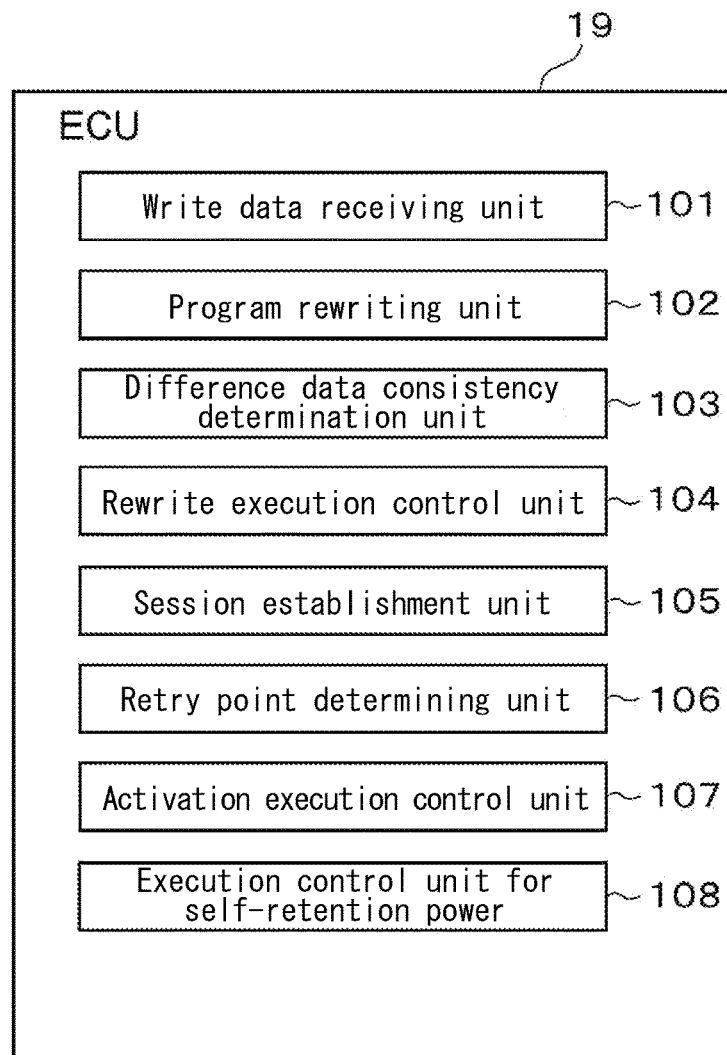 19
ECU
Write data receiving unit
101
Program rewriting unit
102
Difference data consistency
determination unit
103
Rewrite execution control unit
104
Session establishment unit
105
Retry point determining unit
106
Activation execution control unit
107
Execution control unit for
self-retention power
108